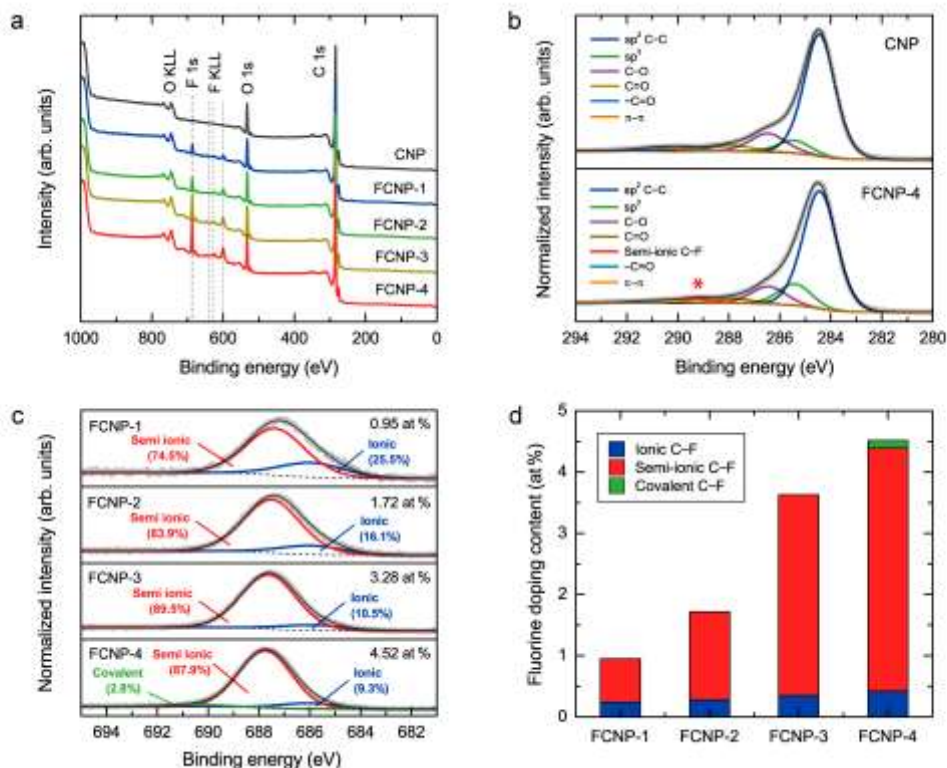 a
Intensity (arb. units)
O KLL
F 1s
F KLL
O 1s
C 1s
CNP
FCNP-1
FCNP-2
FCNP-3
FCNP-4
1000 800 600 400 200 0
Binding energy (eV)
b
Normalized intensity (arb. units)
sp² C–C
sp³
C–O
C=O
–C=O
π–π
CNP
sp² C–C
sp³
C–O
C=O
Semi-ionic C–F
–C=O
π–π
FCNP-4
*
294 292 290 288 286 284 282 280
Binding energy (eV)
c
Normalized intensity (arb. units)
FCNP-1
0.95 at %
Semi ionic
(74.5%)
Ionic
(25.5%)
FCNP-2
1.72 at %
Semi ionic
(83.9%)
Ionic
(16.1%)
FCNP-3
3.28 at %
Semi ionic
(89.5%)
Ionic
(10.5%)
FCNP-4
4.52 at %
Covalent
(2.8%)
Semi ionic
(87.9%)
Ionic
(9.3%)
694 692 690 688 686 684 682
Binding energy (eV)
d
Fluorine doping content (at %)
5
4
3
2
1
0
Ionic C–F
Semi-ionic C–F
Covalent C–F
FCNP-1 FCNP-2 FCNP-3 FCNP-4